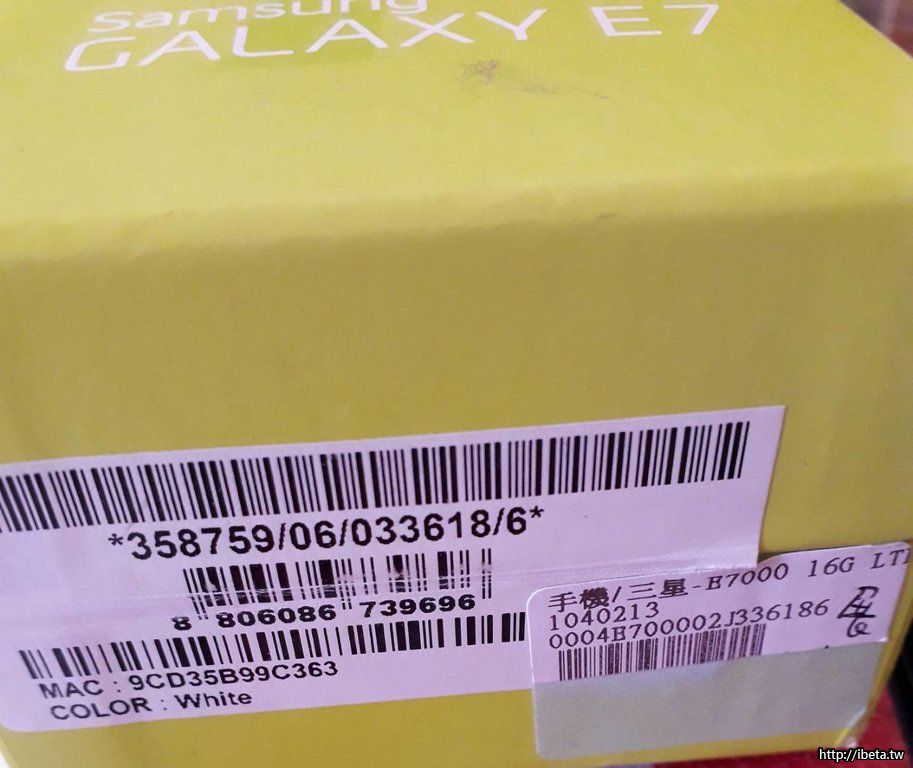 Samsung
GALAXY E7
*358759/06/033618/6*
8 806086 739696
MAC : 9CD35B99C363
COLOR : White
手機/三星-E7000 16G LTE
1040213
0004E700002J336186
http://ibeta.tw